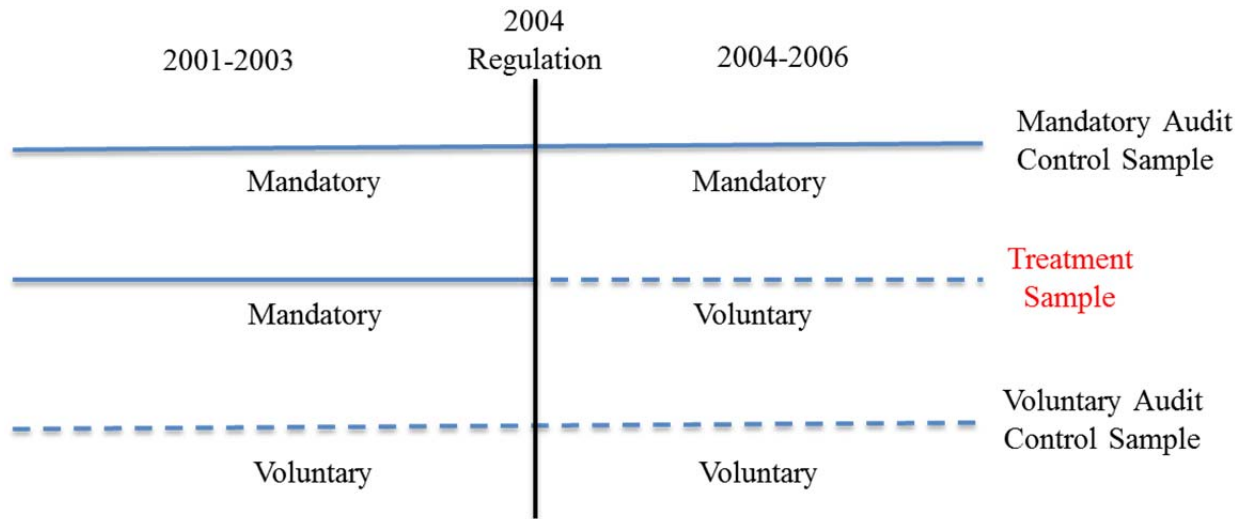 2001-2003
2004
Regulation
2004-2006
Mandatory
Mandatory
Mandatory Audit
Control Sample
Mandatory
Voluntary
Treatment
Sample
Voluntary
Voluntary
Voluntary Audit
Control Sample